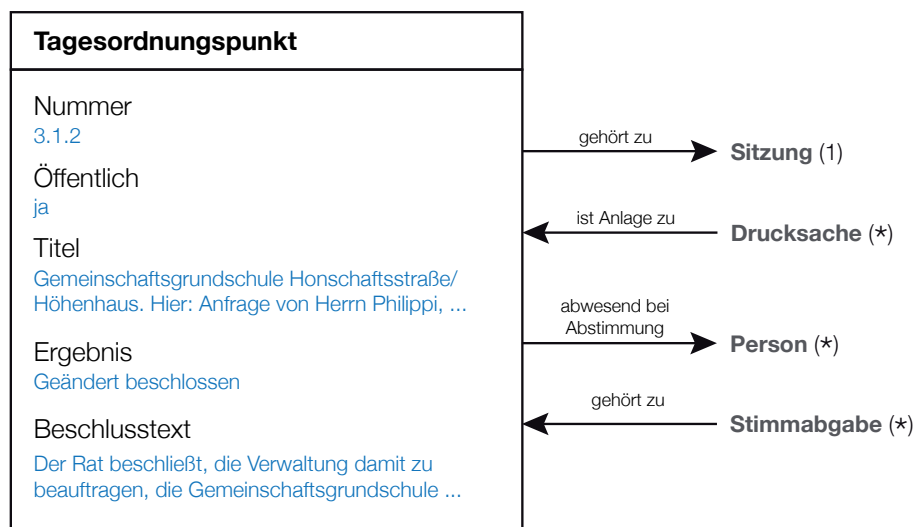 Tagesordnungspunkt
Nummer
3.1.2
Öffentlich
ja
Titel
Gemeinschaftsgrundschule Honschaftsstraße/
Höhenhaus. Hier: Anfrage von Herrn Philippi, ...
Ergebnis
Geändert beschlossen
Beschlusstext
Der Rat beschließt, die Verwaltung damit zu
beauftragen, die Gemeinschaftsgrundschule ...
gehört zu
Sitzung (1)
ist Anlage zu
Drucksache (*)
abwesend bei
Abstimmung
Person (*)
gehört zu
Stimmabgabe (*)